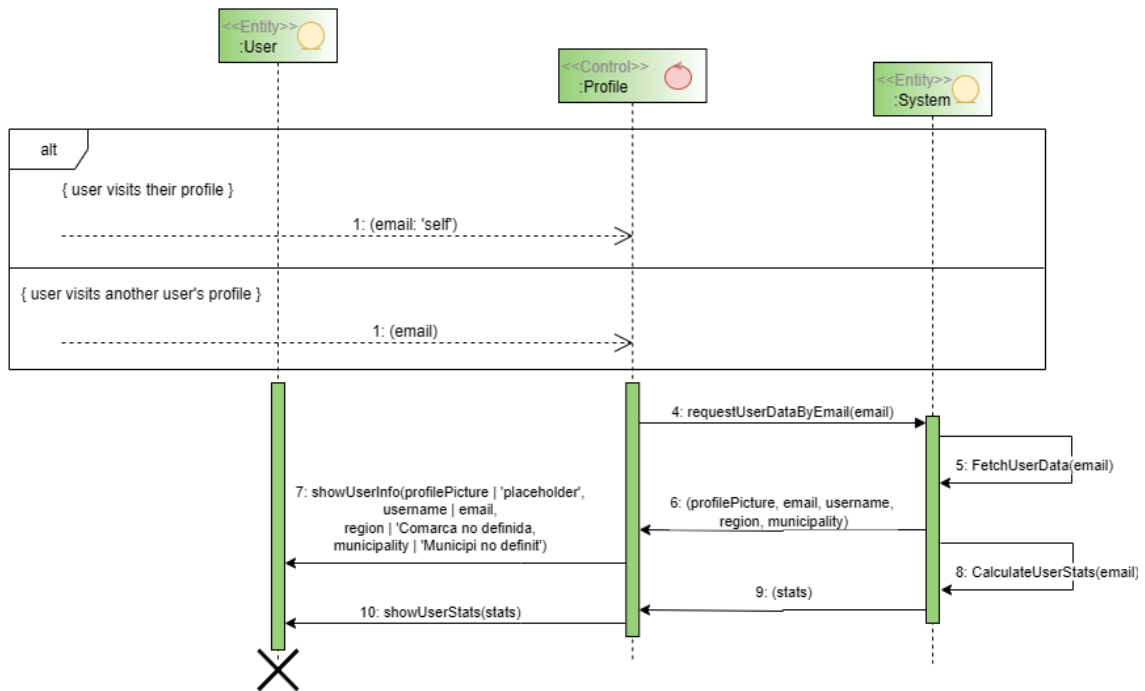 <<Entity>>
:User
<<Control>>
:Profile
<<Entity>>
:System
alt
{ user visits their profile }
1: (email: 'self')
{ user visits another user's profile }
1: (email)
4: requestUserDataByEmail(email)
5: FetchUserData(email)
7: showUserInfo(profilePicture | 'placeholder',
username | email,
region | 'Comarca no definida,
municipality | 'Municipi no definit')
6: (profilePicture, email, username,
region, municipality)
8: CalculateUserStats(email)
9: (stats)
10: showUserStats(stats)